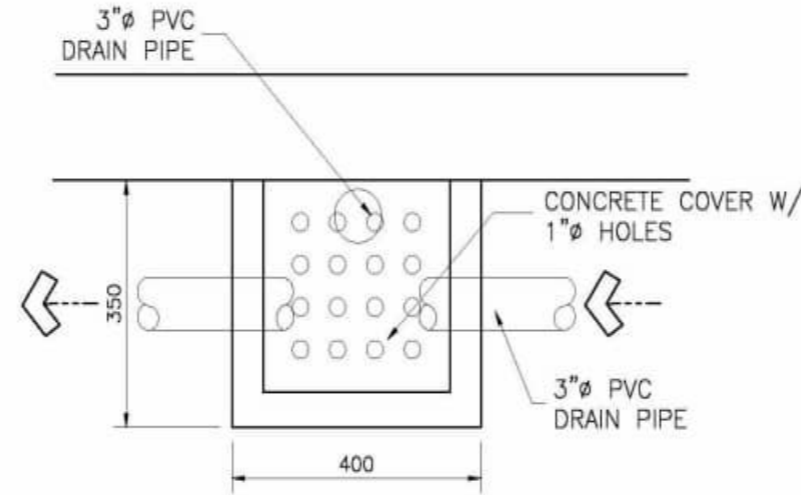 3"ø PVC
DRAIN PIPE
CONCRETE COVER W/
1"ø HOLES
350
3"ø PVC
DRAIN PIPE
400